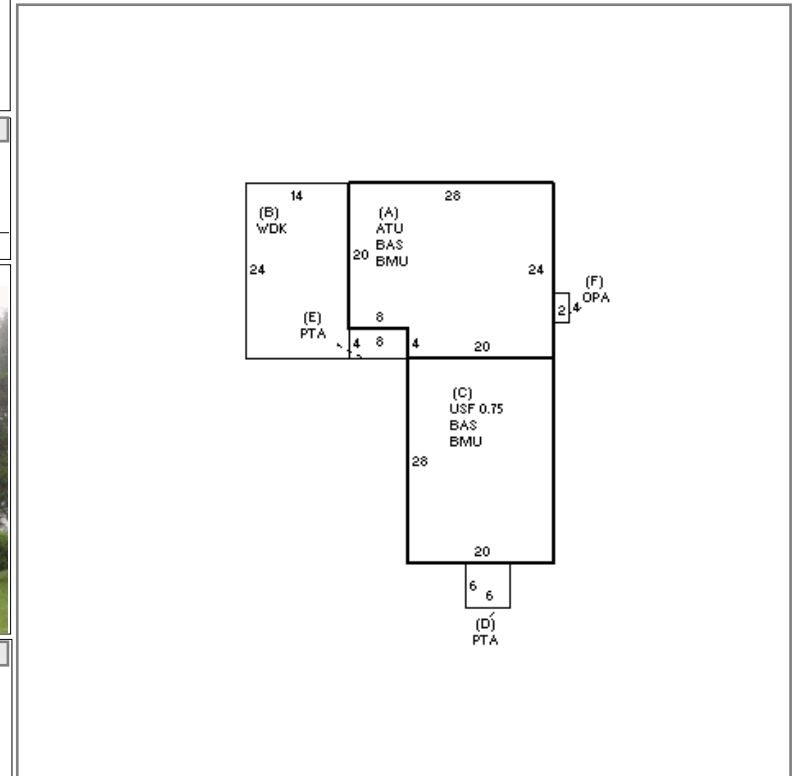 14
28
(B)
WDK
(A)
ATU
BAS
BMU
20
24
24
(F)
OPA
2
4
(E)
PTA
8
4
8
4
20
(C)
USF 0.75
BAS
BMU
28
20
6
6
(D)
PTA